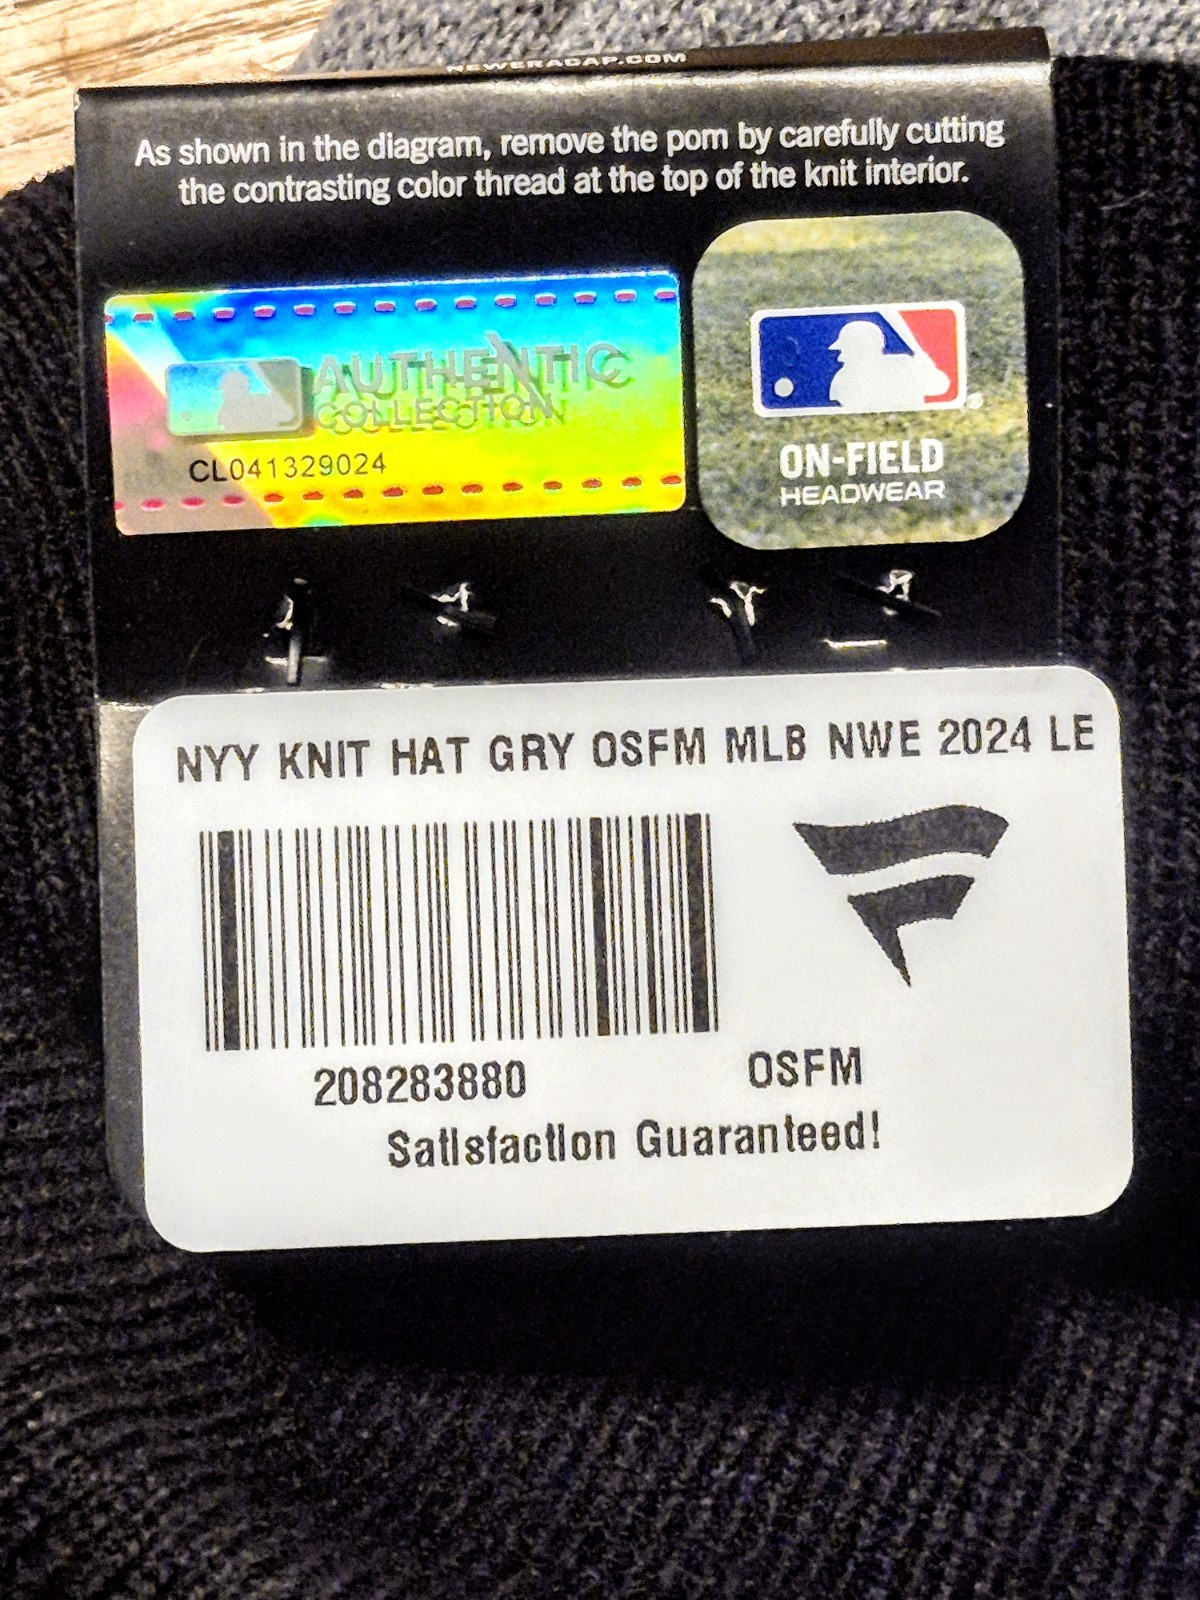 NEWERACAP.COM
As shown in the diagram, remove the pom by carefully cutting
the contrasting color thread at the top of the knit interior.
AUTHENTIC
COLLECTION
CL041329024
ON-FIELD
HEADWEAR
NYY KNIT HAT GRY OSFM MLB NWE 2024 LE
208283880
OSFM
Satisfaction Guaranteed!